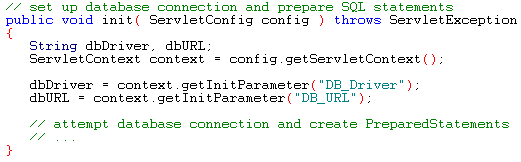 // set up database connection and prepare SQL statements
public void init( ServletConfig config ) throws ServletException
{
   String dbDriver, dbURL;
   ServletContext context = config.getServletContext();

   dbDriver = context.getInitParameter("DB_Driver");
   dbURL = context.getInitParameter("DB_URL");

   // attempt database connection and create PreparedStatements
   // ...
}